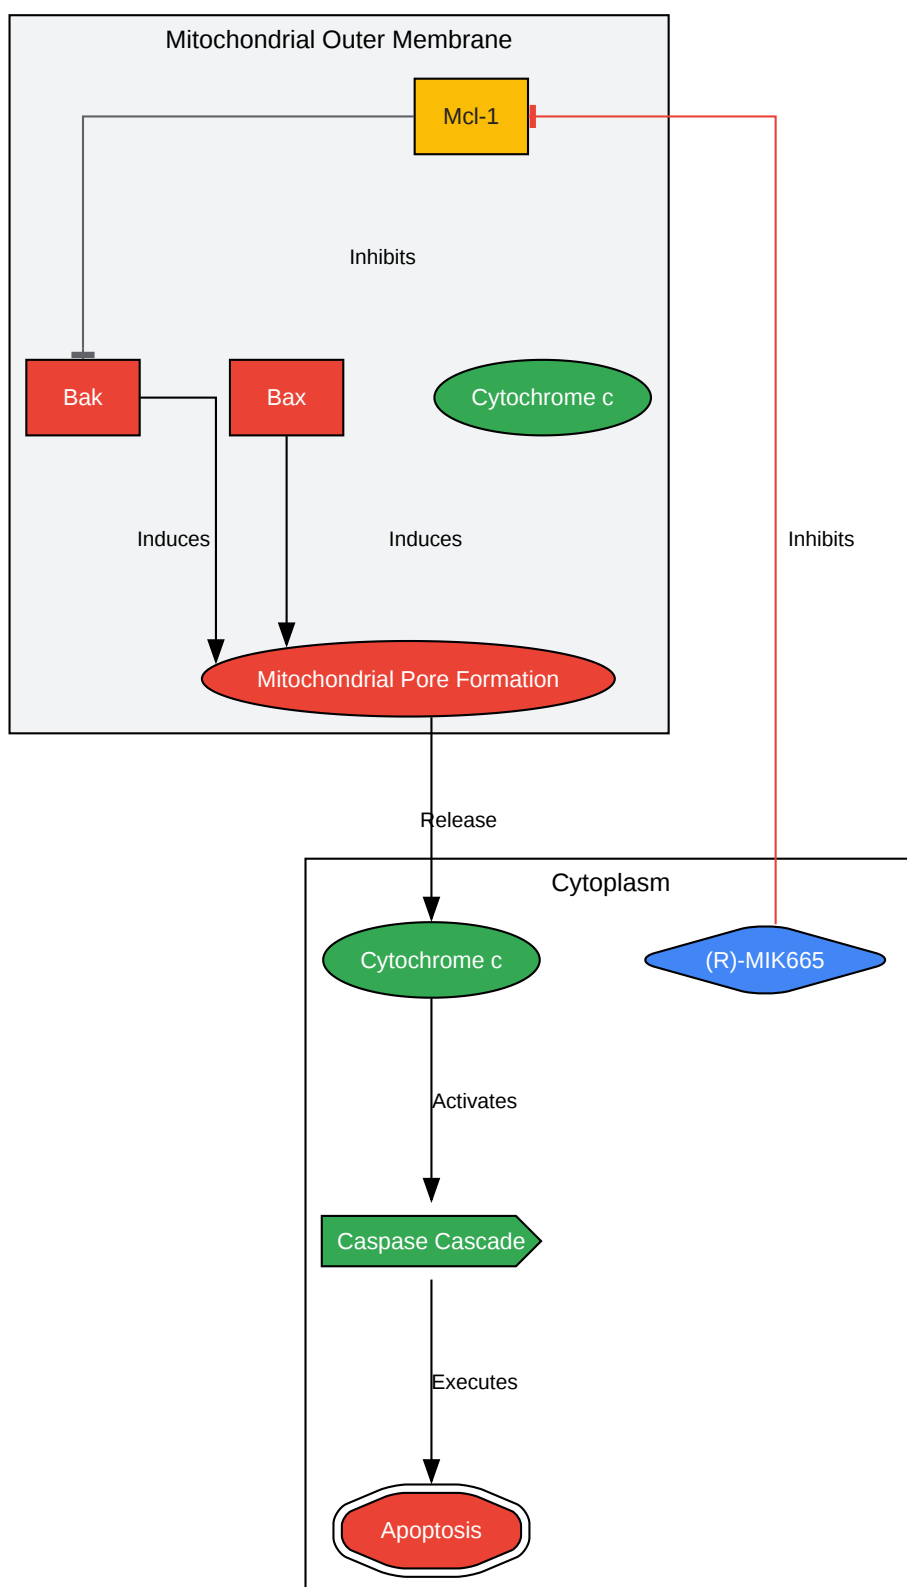 Mitochondrial Outer Membrane
Mcl-1
Inhibits
Bak
Bax
Cytochrome c
Induces
Induces
Inhibits
Mitochondrial Pore Formation
Release
Cytoplasm
Cytochrome c
(R)-MIK665
Activates
Caspase Cascade
Executes
Apoptosis